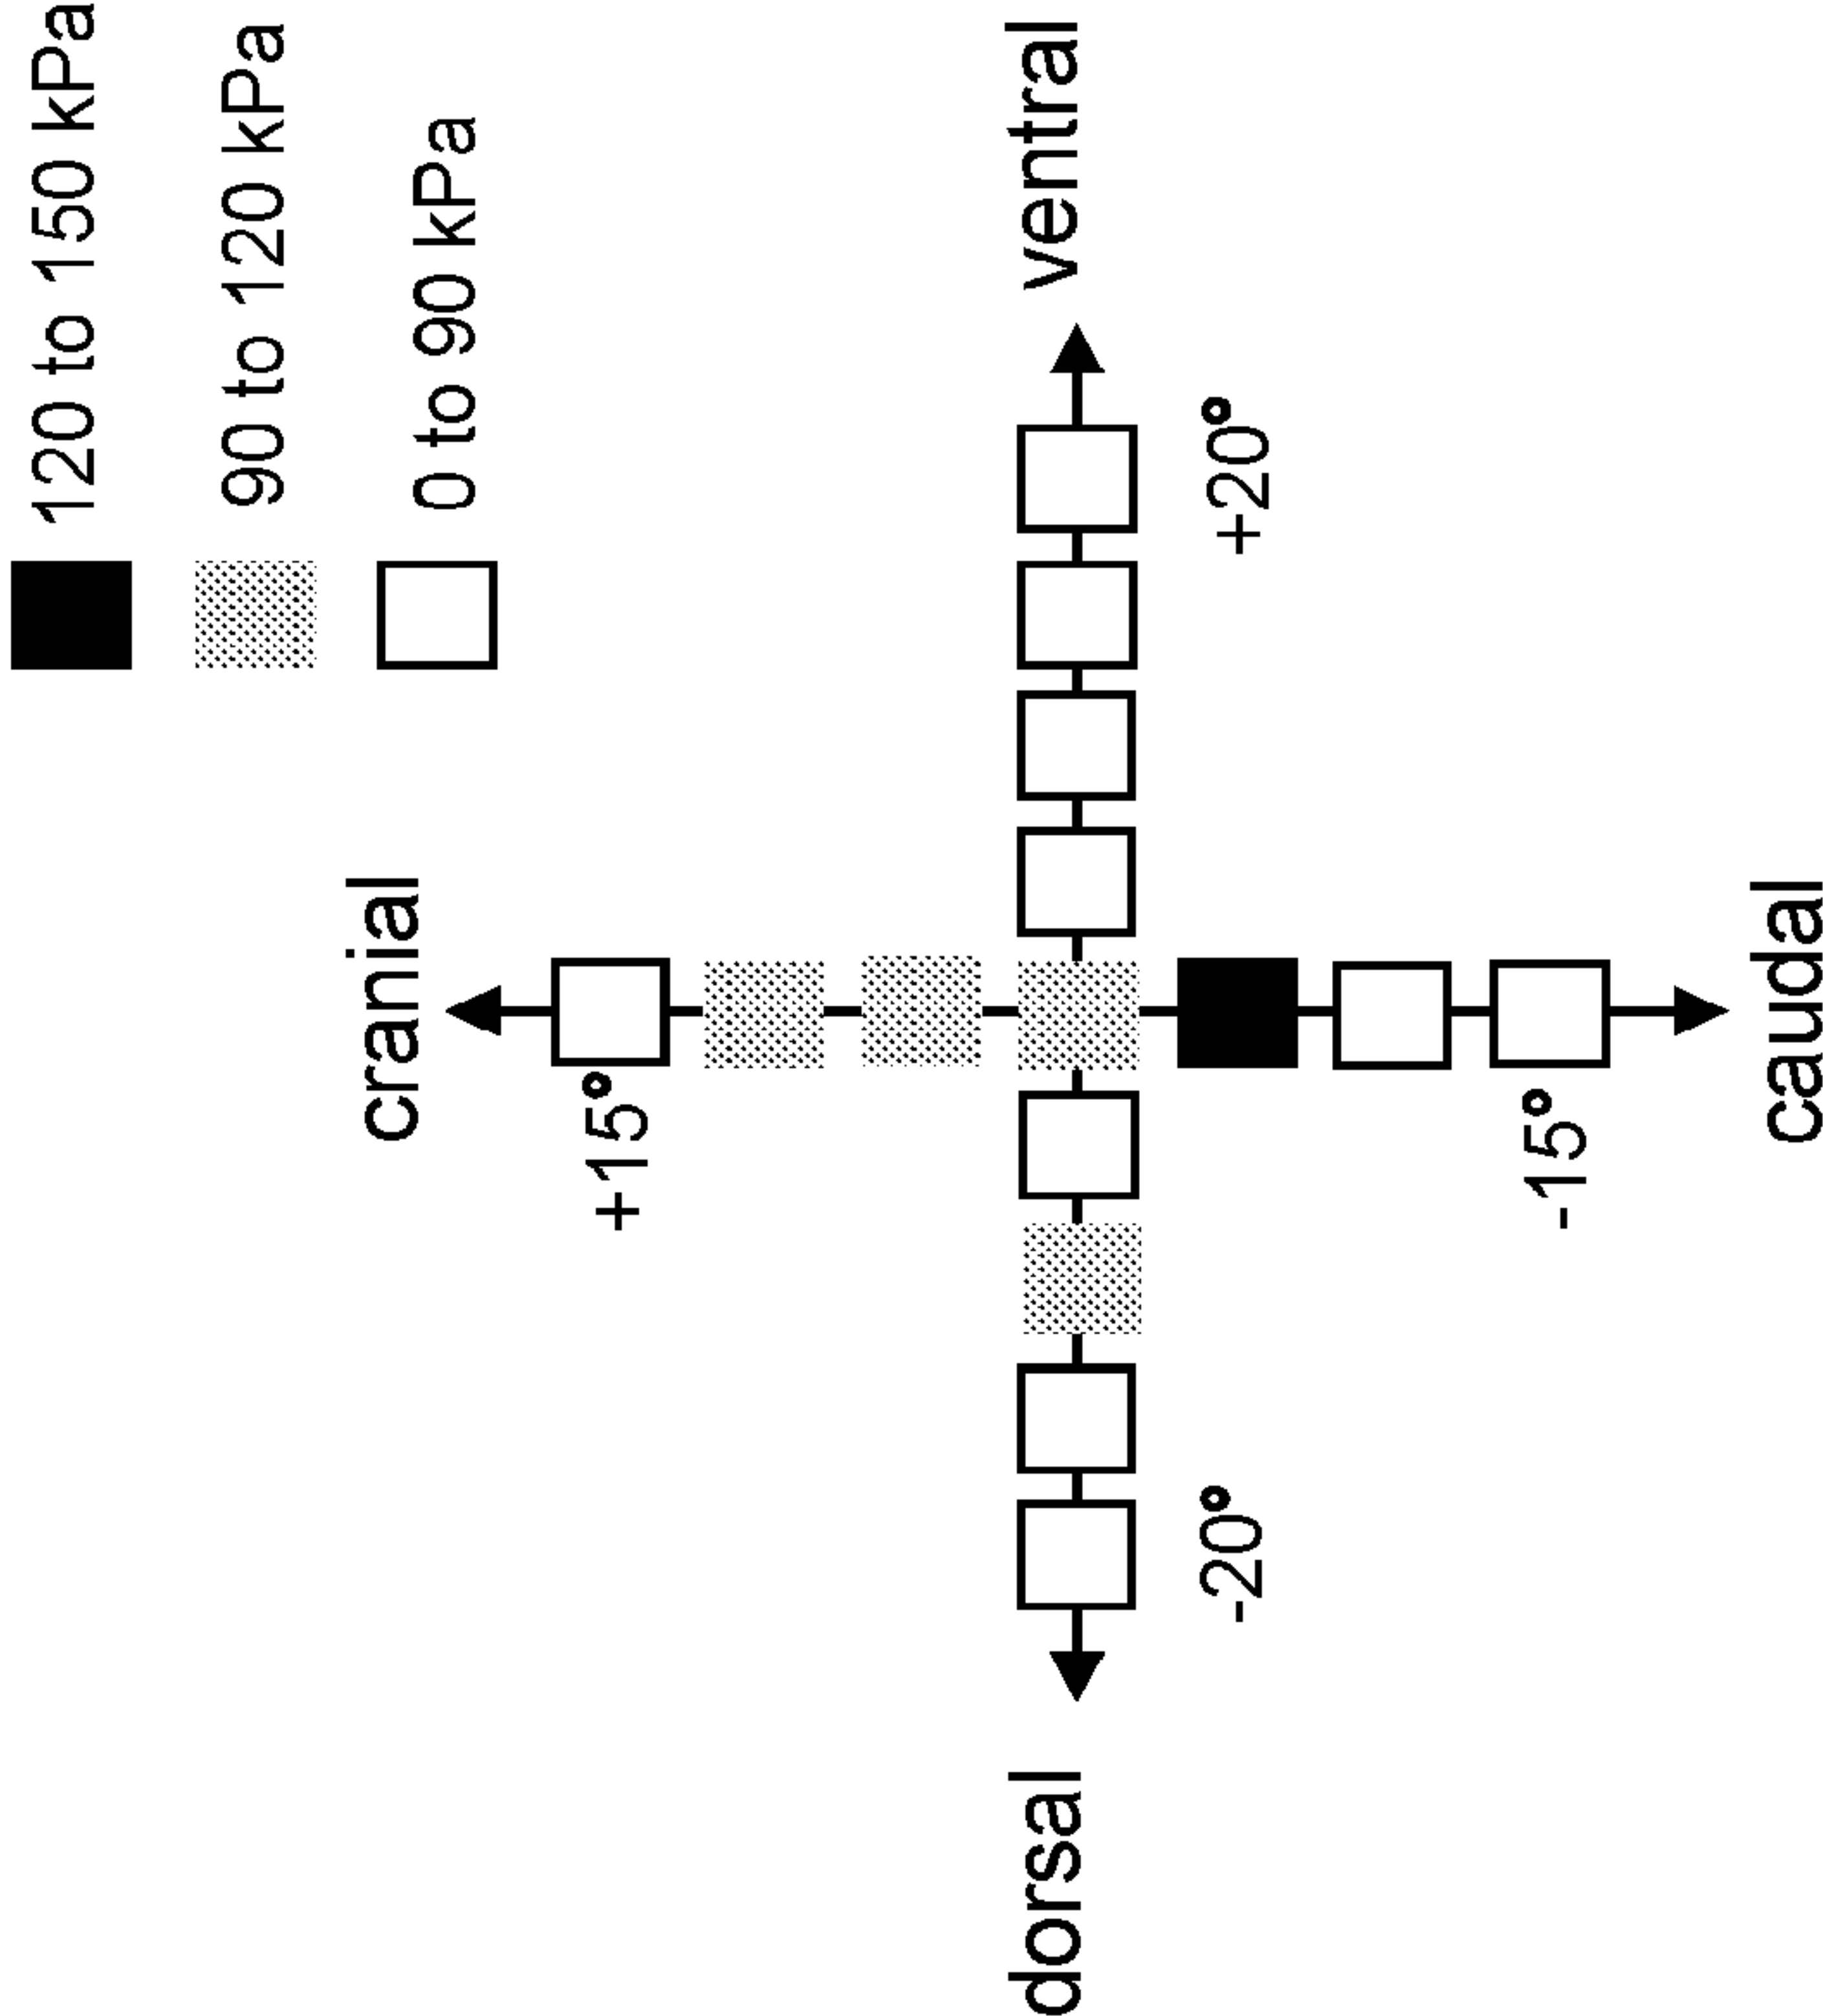 120 to 150 kPa
90 to 120 kPa
0 to 90 kPa
cranial
+15°
dorsal
ventral
-20°
+20°
-15°
caudal